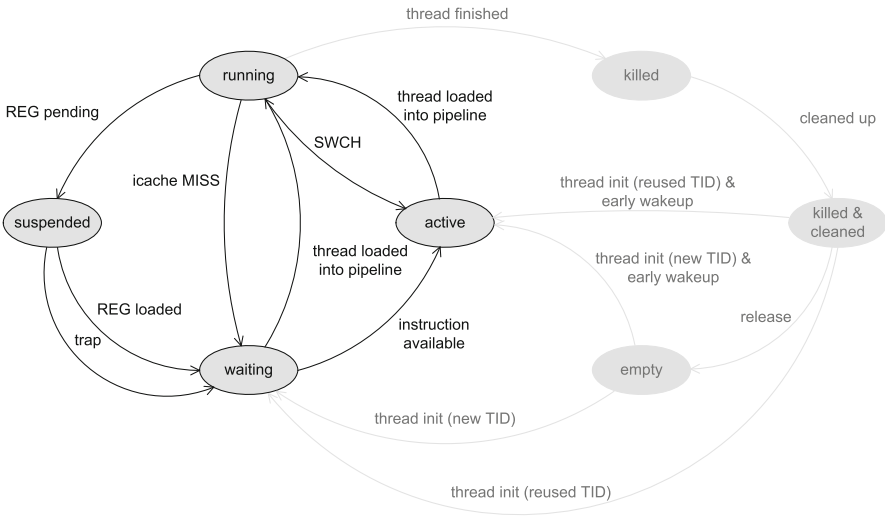 thread finished
running
killed
REG pending
thread loaded
into pipeline
cleaned up
SWCH
icache MISS
thread init (reused TID) &
early wakeup
suspended
active
killed &
cleaned
thread loaded
into pipeline
thread init (new TID) &
early wakeup
REG loaded
trap
instruction
available
release
waiting
empty
thread init (new TID)
thread init (reused TID)